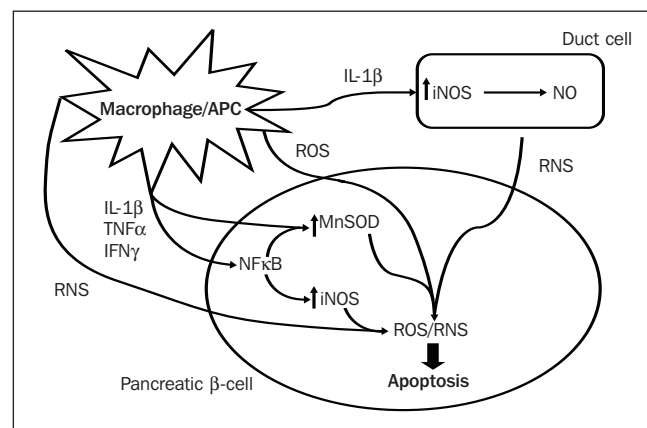 Duct cell
IL-1β
iNOS
NO
Macrophage/APC
ROS
RNS
IL-1β
TNFα
IFNγ
MnSOD
NFκB
RNS
iNOS
ROS/RNS
Pancreatic β-cell
Apoptosis